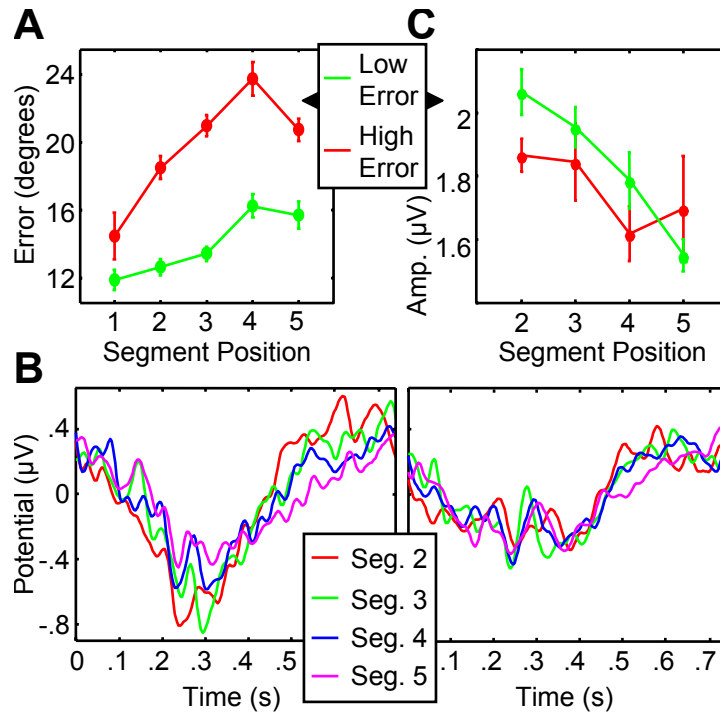 A
C
24
20
16
12
Error (degrees)
1 2 3 4 5
Segment Position
Low
Error
High
Error
2
1.8
1.6
Amp. (µV)
2 3 4 5
Segment Position
B
.4
0
-.4
-.8
Potential (µV)
0 .1 .2 .3 .4 .5
Time (s)
Seg. 2
Seg. 3
Seg. 4
Seg. 5
.1 .2 .3 .4 .5 .6 .7
Time (s)